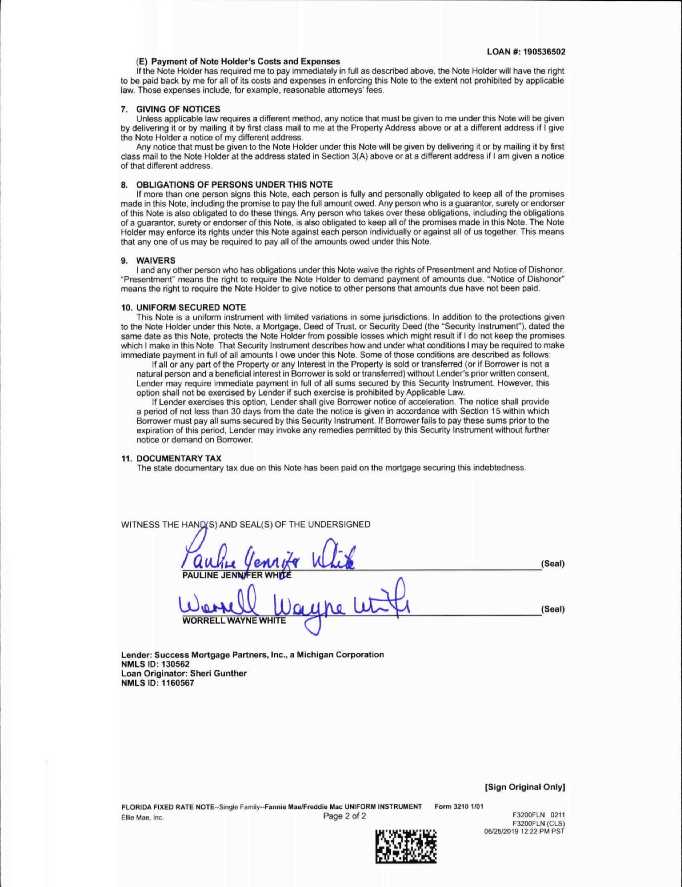 LOAN #: 190536502
(E) Payment of Note Holder's Costs and Expenses
If the Note Holder has required me to pay immediately in full as described above, the Note Holder will have the right
to be paid back by me for all of its costs and expenses in enforcing this Note to the extent not prohibited by applicable
law. Those expenses include, for example, reasonable attorneys' fees.
7. GIVING OF NOTICES
Unless applicable law requires a different method, any notice that must be given to me under this Note will be given
by delivering it or by mailing it by first class mail to me at the Property Address above or at a different address if I give
the Note Holder a notice of my different address.
Any notice that must be given to the Note Holder under this Note will be given by delivering it or by mailing it by first
class mail to the Note Holder at the address stated in Section 3(A) above or at a different address if I am given a notice
of that different address.
8. OBLIGATIONS OF PERSONS UNDER THIS NOTE
If more than one person signs this Note, each person is fully and personally obligated to keep all of the promises
made in this Note, including the promise to pay the full amount owed. Any person who is a guarantor, surety or endorser
of this Note is also obligated to do these things. Any person who takes over these obligations, including the obligations
of a guarantor, surety or endorser of this Note, is also obligated to keep all of the promises made in this Note. The Note
Holder may enforce its rights under this Note against each person individually or against all of us together. This means
that any one of us may be required to pay all of the amounts owed under this Note.
9. WAIVERS
I and any other person who has obligations under this Note waive the rights of Presentment and Notice of Dishonor.
"Presentment" means the right to require the Note Holder to demand payment of amounts due. "Notice of Dishonor"
means the right to require the Note Holder to give notice to other persons that amounts due have not been paid.
10. UNIFORM SECURED NOTE
This Note is a uniform instrument with limited variations in some jurisdictions. In addition to the protections given
to the Note Holder under this Note, a Mortgage, Deed of Trust, or Security Deed (the "Security Instrument"), dated the
same date as this Note, protects the Note Holder from possible losses which might result if I do not keep the promises
which I make in this Note. That Security Instrument describes how and under what conditions I may be required to make
immediate payment in full of all amounts I owe under this Note. Some of those conditions are described as follows:
If all or any part of the Property or any Interest in the Property is sold or transferred (or if Borrower is not a
natural person and a beneficial interest in Borrower is sold or transferred) without Lender's prior written consent,
Lender may require immediate payment in full of all sums secured by this Security Instrument. However, this
option shall not be exercised by Lender if such exercise is prohibited by Applicable Law.
If Lender exercises this option, Lender shall give Borrower notice of acceleration. The notice shall provide
a period of not less than 30 days from the date the notice is given in accordance with Section 15 within which
Borrower must pay all sums secured by this Security Instrument. If Borrower fails to pay these sums prior to the
expiration of this period, Lender may invoke any remedies permitted by this Security Instrument without further
notice or demand on Borrower.
11. DOCUMENTARY TAX
The state documentary tax due on this Note has been paid on the mortgage securing this indebtedness.
WITNESS THE HAND(S) AND SEAL(S) OF THE UNDERSIGNED
Pauline Jennifer White
(Seal)
PAULINE JENNIFER WHITE
Worrell Wayne White
(Seal)
WORRELL WAYNE WHITE
Lender: Success Mortgage Partners, Inc., a Michigan Corporation
NMLS ID: 130562
Loan Originator: Sheri Gunther
NMLS ID: 1160567
[Sign Original Only]
FLORIDA FIXED RATE NOTE--Single Family--Fannie Mae/Freddie Mac UNIFORM INSTRUMENT Form 3210 1/01
Ellie Mae, Inc. Page 2 of 2 F3200FLN 0211
F3200FLN (CLS)
06/26/2019 12:22 PM PST